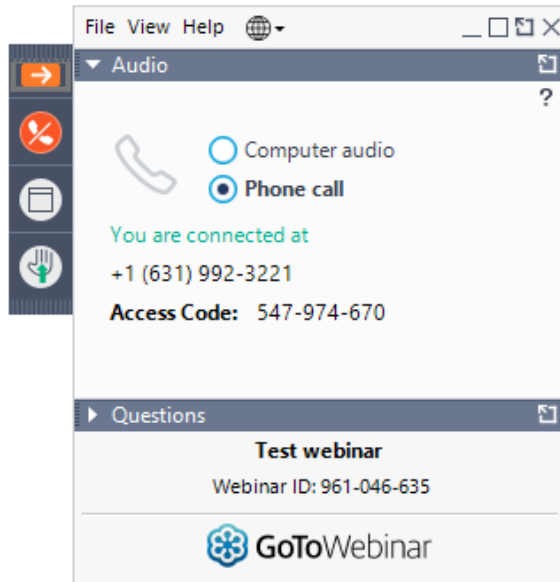 File View Help
Audio
?
Computer audio
Phone call
You are connected at
+1 (631) 992-3221
Access Code: 547-974-670
Questions
Test webinar
Webinar ID: 961-046-635
GoToWebinar